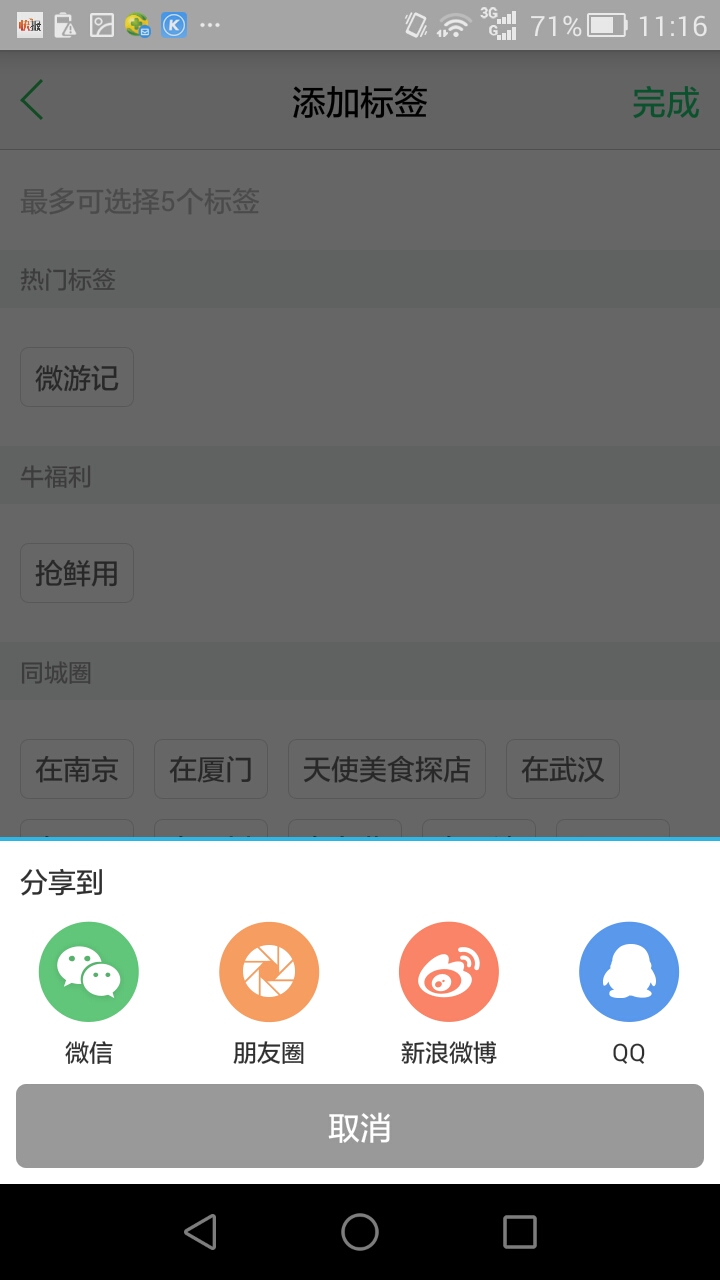 快报
3G
G
71%
11:16
添加标签
完成
最多可选择5个标签
热门标签
微游记
牛福利
抢鲜用
同城圈
在南京 在厦门 天使美食探店 在武汉
分享到
微信 朋友圈 新浪微博 QQ
取消